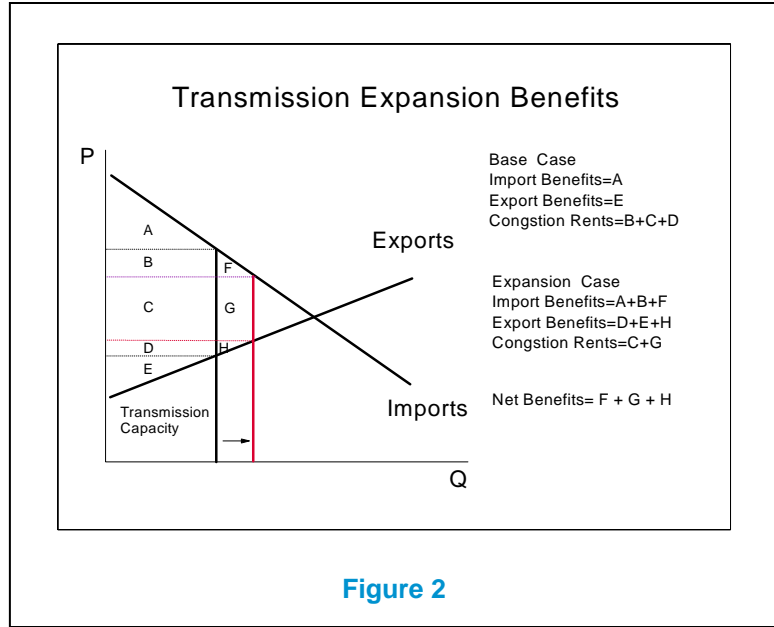 Transmission Expansion Benefits
P
A
B
C
D
E
F
G
H
Exports
Imports
Transmission
Capacity
Q
Base Case
Import Benefits=A
Export Benefits=E
Congstion Rents=B+C+D
Expansion Case
Import Benefits=A+B+F
Export Benefits=D+E+H
Congstion Rents=C+G
Net Benefits= F + G + H
Figure 2